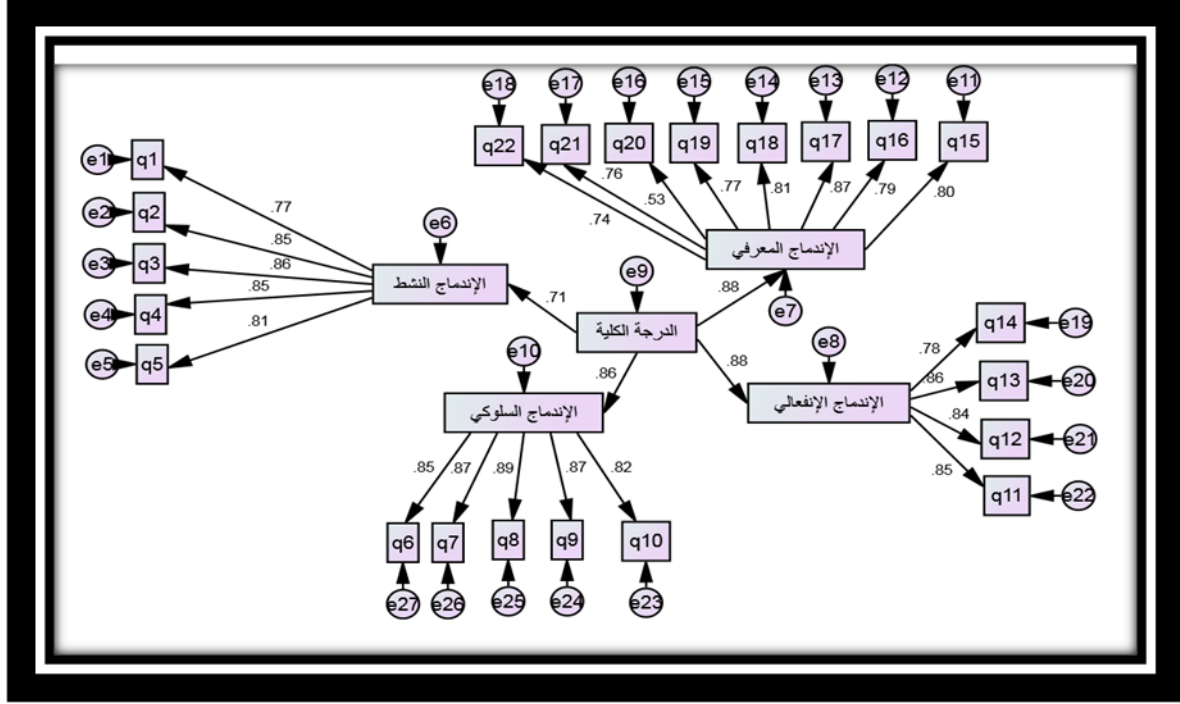 e18 e17 e16 e15 e14 e13 e12 e11
q22 q21 q20 q19 q18 q17 q16 q15
.74 .76 .53 .77 .81 .87 .79 .80
الإندماج المعرفي
e7
e1 q1
e2 q2
e3 q3
e4 q4
e5 q5
.77
.85
.86
.85
.81
e6
الإندماج النشط
.71
e9
الدرجة الكلية
.88
.88
.86
e8
الإندماج الإنفعالي
.78
.86
.84
.85
q14 e19
q13 e20
q12 e21
q11 e22
e10
الإندماج السلوكي
.85 .87 .89 .87 .82
q6 q7 q8 q9 q10
e27 e26 e25 e24 e23